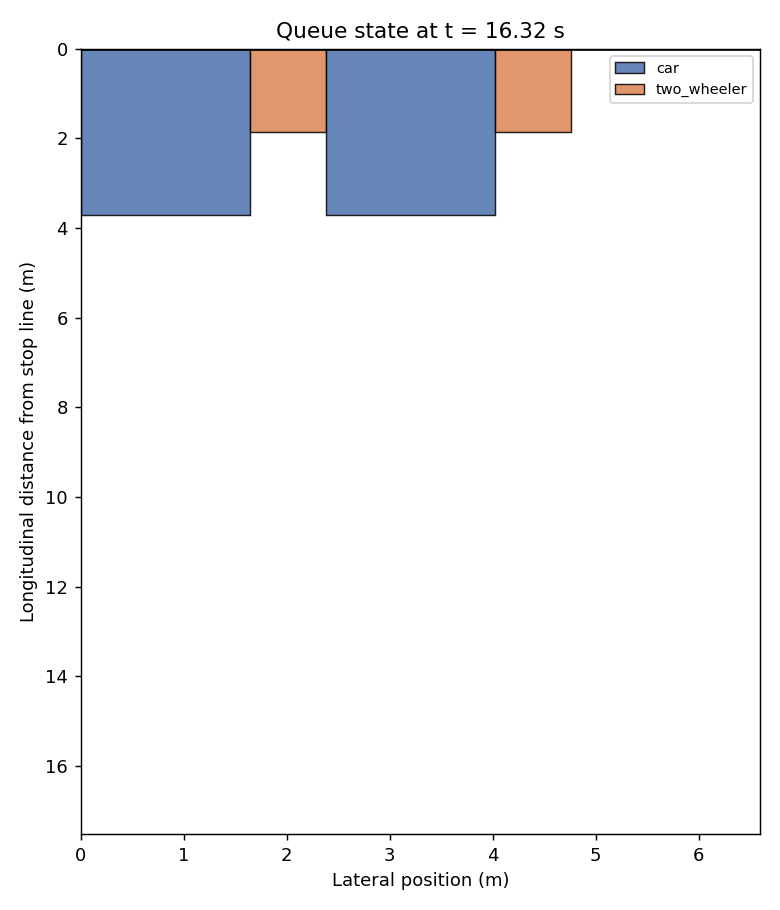 Queue state at t = 16.32 s
car
two_wheeler
Longitudinal distance from stop line (m)
0
2
4
6
8
10
12
14
16
0 1 2 3 4 5 6
Lateral position (m)